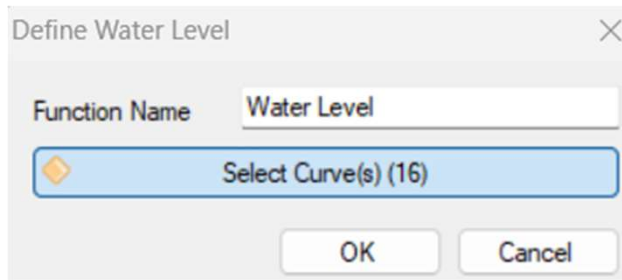 Define Water Level
Function Name Water Level
Select Curve(s) (16)
OK Cancel